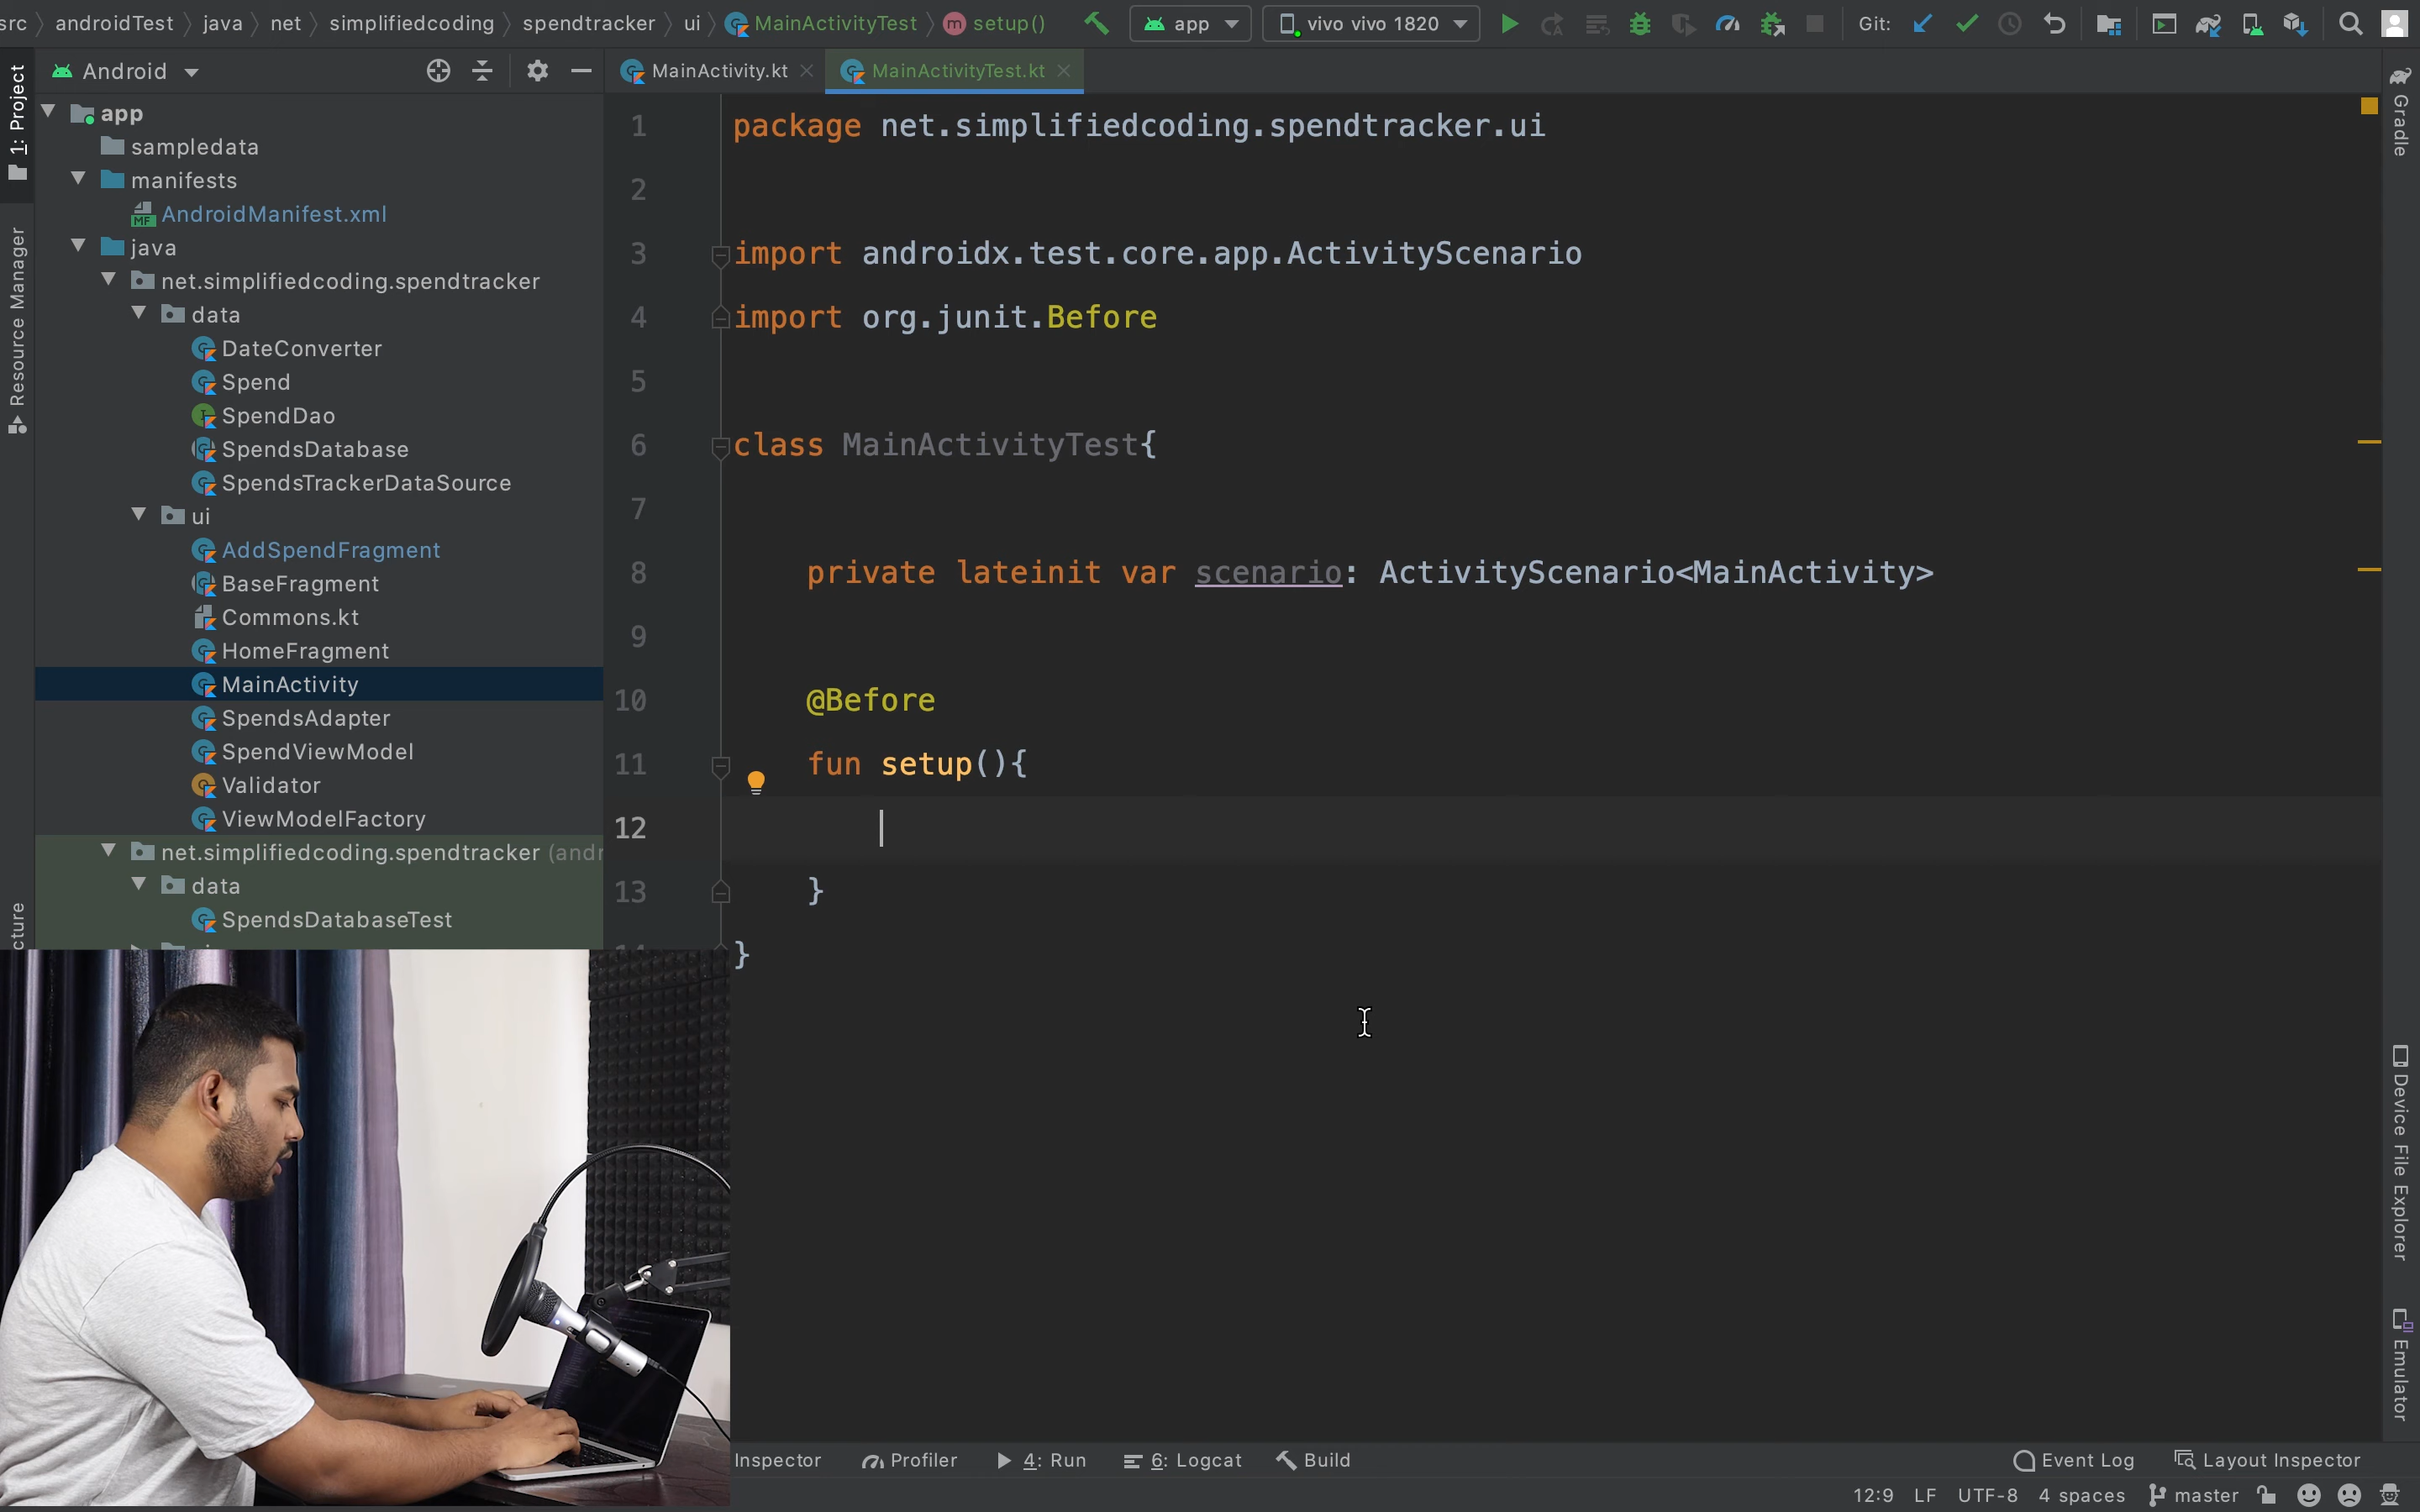 src androidTest java net simplifiedcoding spendtracker ui MainActivityTest m setup() app vivo vivo 1820 Git:
Android
MainActivity.kt MainActivityTest.kt
1: Project
Resource Manager
cture
app
sampledata
manifests
MF AndroidManifest.xml
java
net.simplifiedcoding.spendtracker
data
DateConverter
Spend
SpendDao
SpendsDatabase
SpendsTrackerDataSource
ui
AddSpendFragment
BaseFragment
Commons.kt
HomeFragment
MainActivity
SpendsAdapter
SpendViewModel
Validator
ViewModelFactory
net.simplifiedcoding.spendtracker (andr
data
SpendsDatabaseTest
1 package net.simplifiedcoding.spendtracker.ui
2
3 import androidx.test.core.app.ActivityScenario
4 import org.junit.Before
5
6 class MainActivityTest{
7
8 private lateinit var scenario: ActivityScenario<MainActivity>
9
10 @Before
11 fun setup(){
12
13 }
}
Gradle
Device File Explorer
Emulator
Inspector Profiler 4: Run 6: Logcat Build Event Log Layout Inspector
12:9 LF UTF-8 4 spaces master